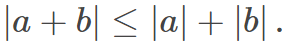 |a + b| ≤ |a| + |b| .